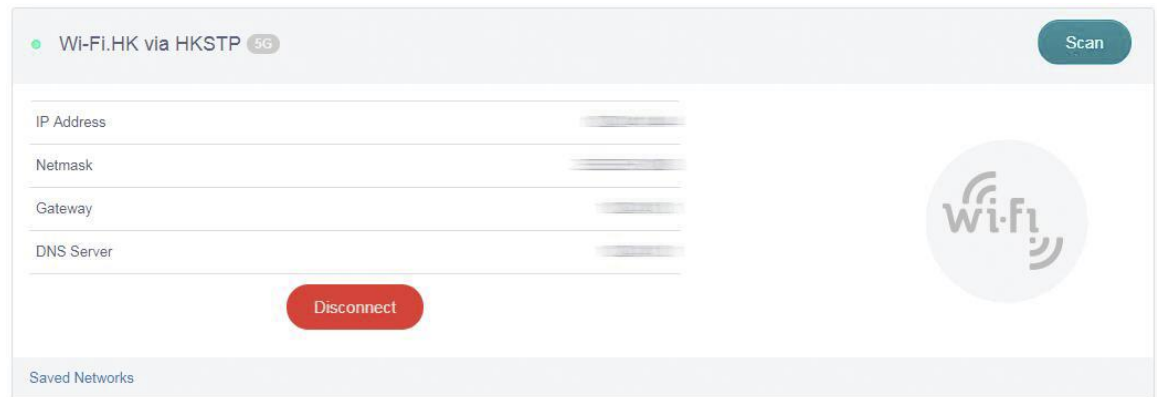 Wi-Fi.HK via HKSTP 5G
Scan
IP Address
Netmask
Gateway
DNS Server
Wi·Fi
Disconnect
Saved Networks